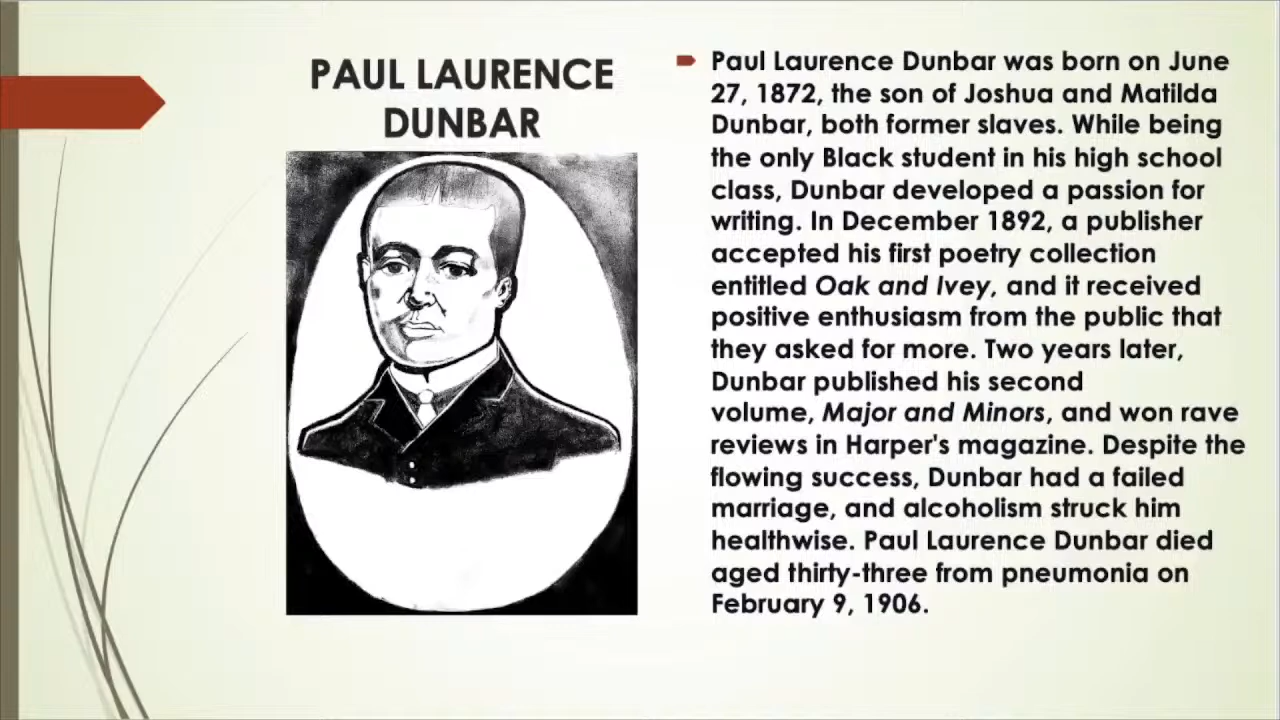 PAUL LAURENCE
DUNBAR
Paul Laurence Dunbar was born on June
27, 1872, the son of Joshua and Matilda
Dunbar, both former slaves. While being
the only Black student in his high school
class, Dunbar developed a passion for
writing. In December 1892, a publisher
accepted his first poetry collection
entitled Oak and Ivey, and it received
positive enthusiasm from the public that
they asked for more. Two years later,
Dunbar published his second
volume, Major and Minors, and won rave
reviews in Harper's magazine. Despite the
flowing success, Dunbar had a failed
marriage, and alcoholism struck him
healthwise. Paul Laurence Dunbar died
aged thirty-three from pneumonia on
February 9, 1906.